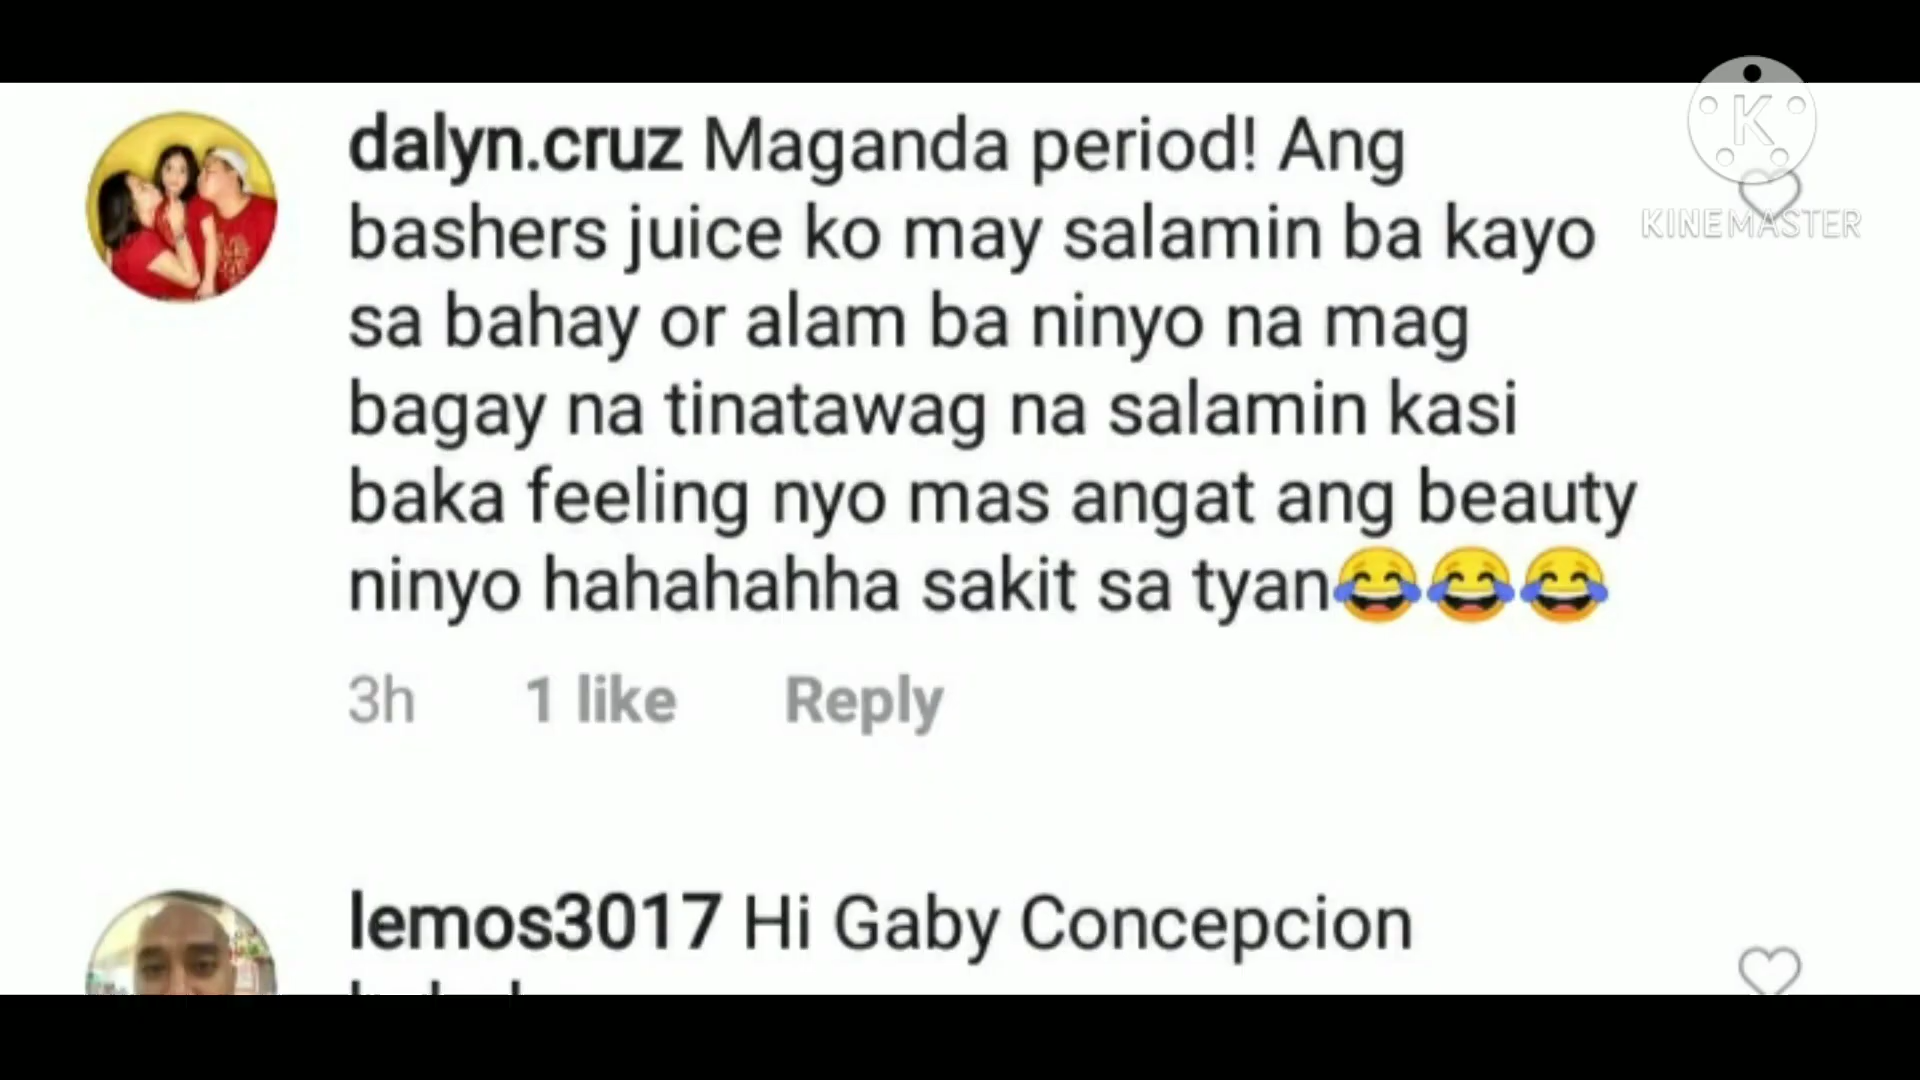 dalyn.cruz Maganda period! Ang
bashers juice ko may salamin ba kayo
sa bahay or alam ba ninyo na mag
bagay na tinatawag na salamin kasi
baka feeling nyo mas angat ang beauty
ninyo hahahahha sakit sa tyan😂😂😂
3h 1 like Reply
lemos3017 Hi Gaby Concepcion
K
KINEMASTER